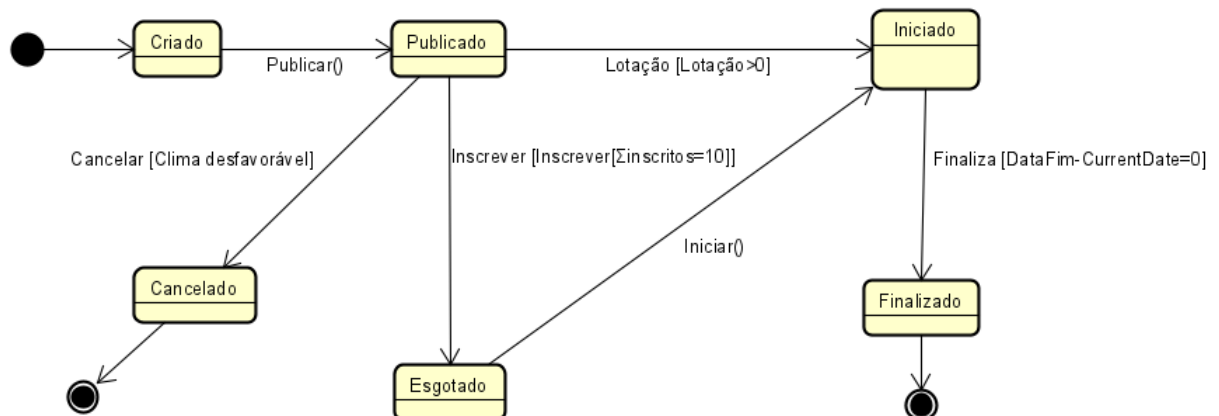 Criado
Publicado
Iniciado
Publicar()
Lotação [Lotação>0]
Cancelar [Clima desfavorável]
Inscrever [Inscrever[Σinscritos=10]]
Finaliza [DataFim-CurrentDate=0]
Iniciar()
Cancelado
Finalizado
Esgotado